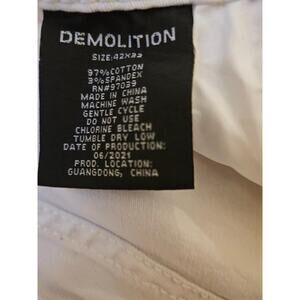 DEMOLITION
SIZE:42X32
97%COTTON
3%SPANDEX
RN#97039
MADE IN CHINA
MACHINE WASH
GENTLE CYCLE
DO NOT USE
CHLORINE BLEACH
TUMBLE DRY LOW
DATE OF PRODUCTION:
06/2021
PROD. LOCATION:
GUANGDONG, CHINA